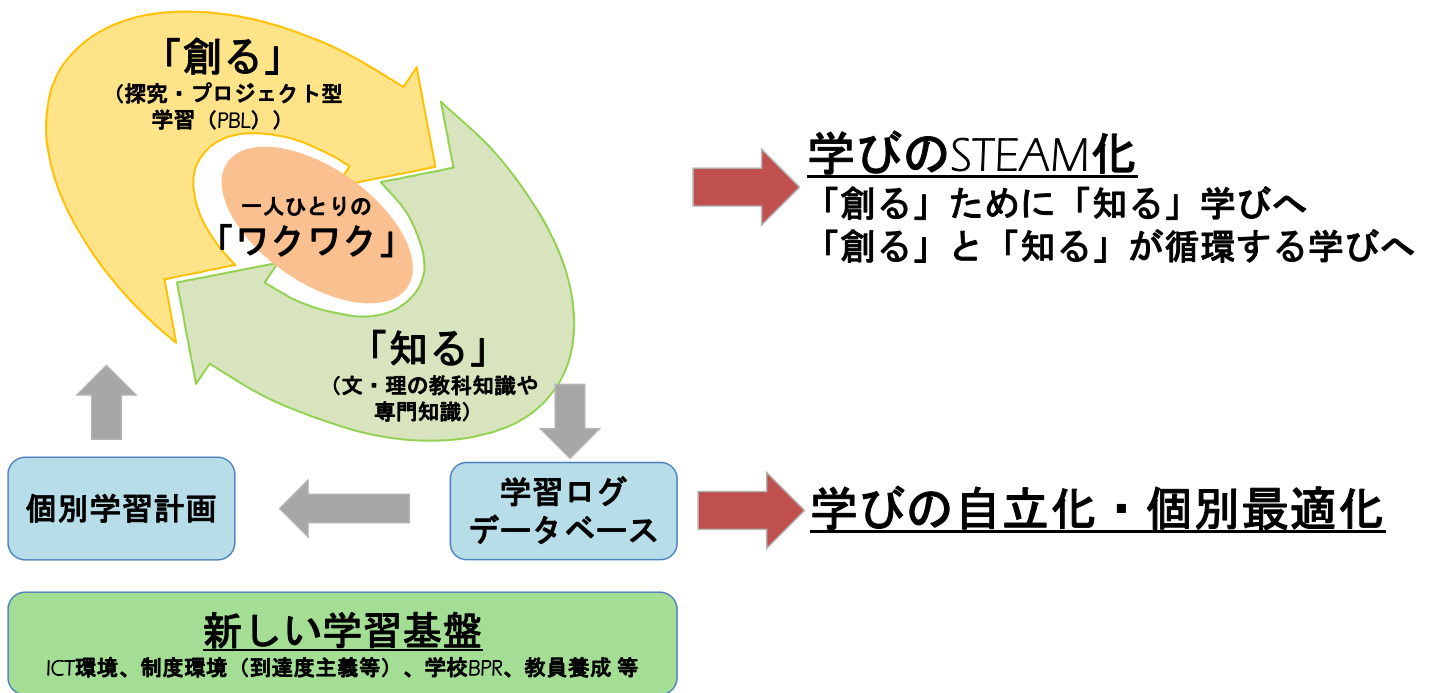 「創る」
（探究・プロジェクト型
学習（PBL））
一人ひとりの
「ワクワク」
「知る」
（文・理の教科知識や
専門知識）
学びのSTEAM化
「創る」ために「知る」学びへ
「創る」と「知る」が循環する学びへ
個別学習計画
学習ログ
データベース
学びの自立化・個別最適化
新しい学習基盤
ICT環境、制度環境（到達度主義等）、学校BPR、教員養成 等